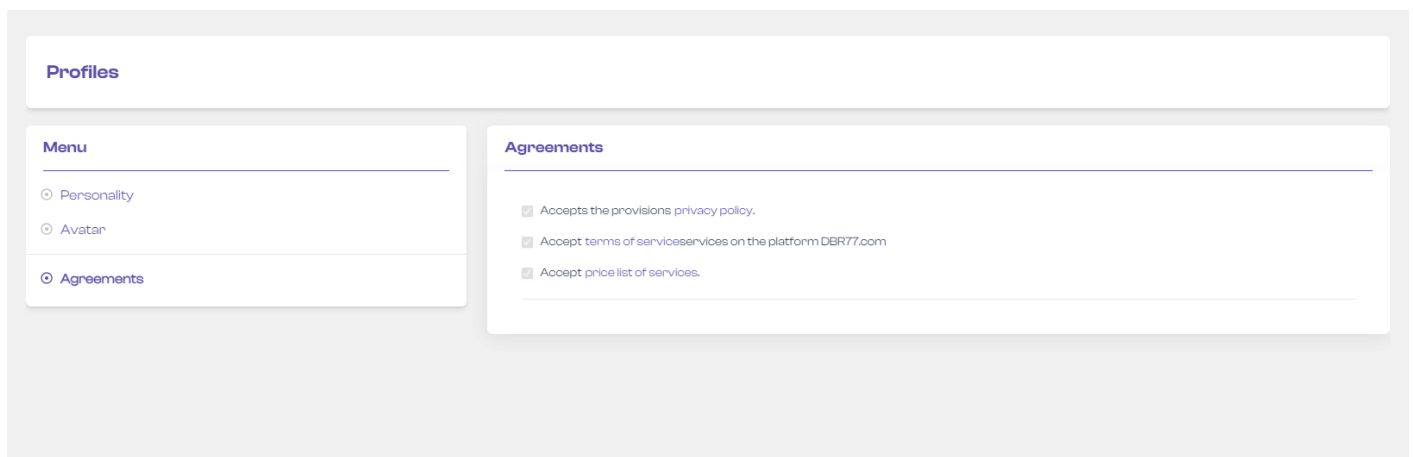 Profiles
Menu
Personality
Avatar
Agreements
Agreements
Accepts the provisions privacy policy.
Accept terms of serviceservices on the platform DBR77.com
Accept price list of services.